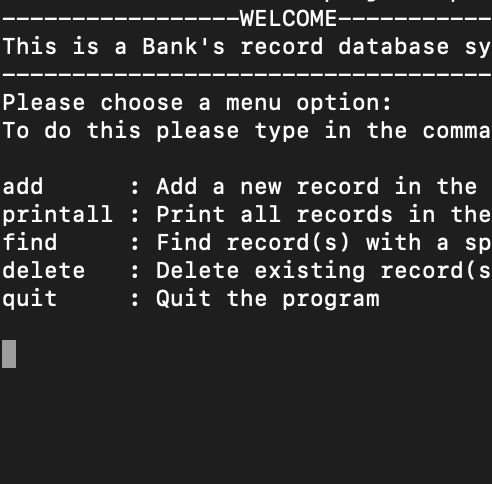 -----------------WELCOME-----------
This is a Bank's record database sy
-----------------------------------
Please choose a menu option:
To do this please type in the comma
add      : Add a new record in the
printall : Print all records in the
find     : Find record(s) with a sp
delete   : Delete existing record(s
quit     : Quit the program